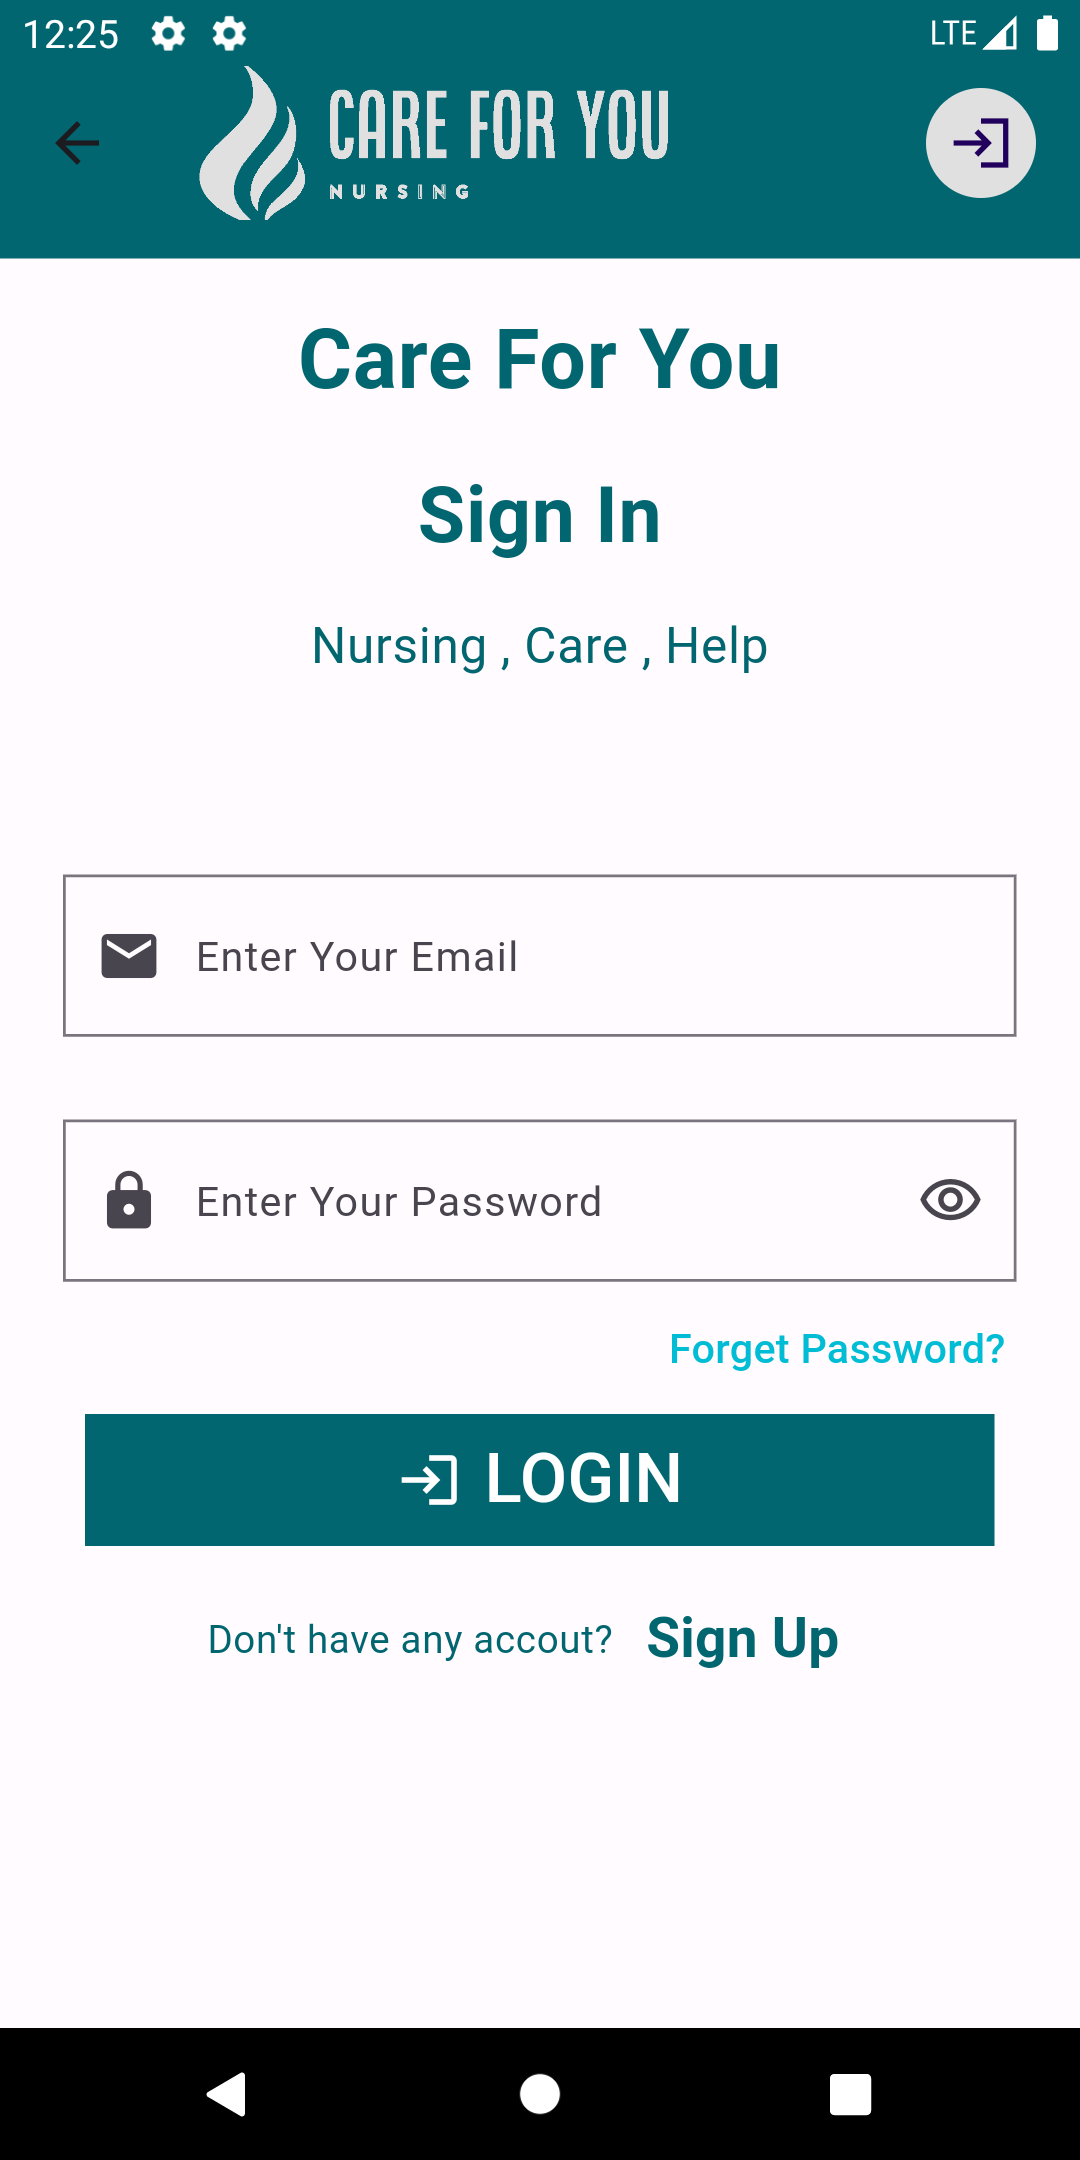 12:25 LTE
CARE FOR YOU
NURSING
Care For You
Sign In
Nursing , Care , Help
Enter Your Email
Enter Your Password
Forget Password?
LOGIN
Don't have any accout? Sign Up